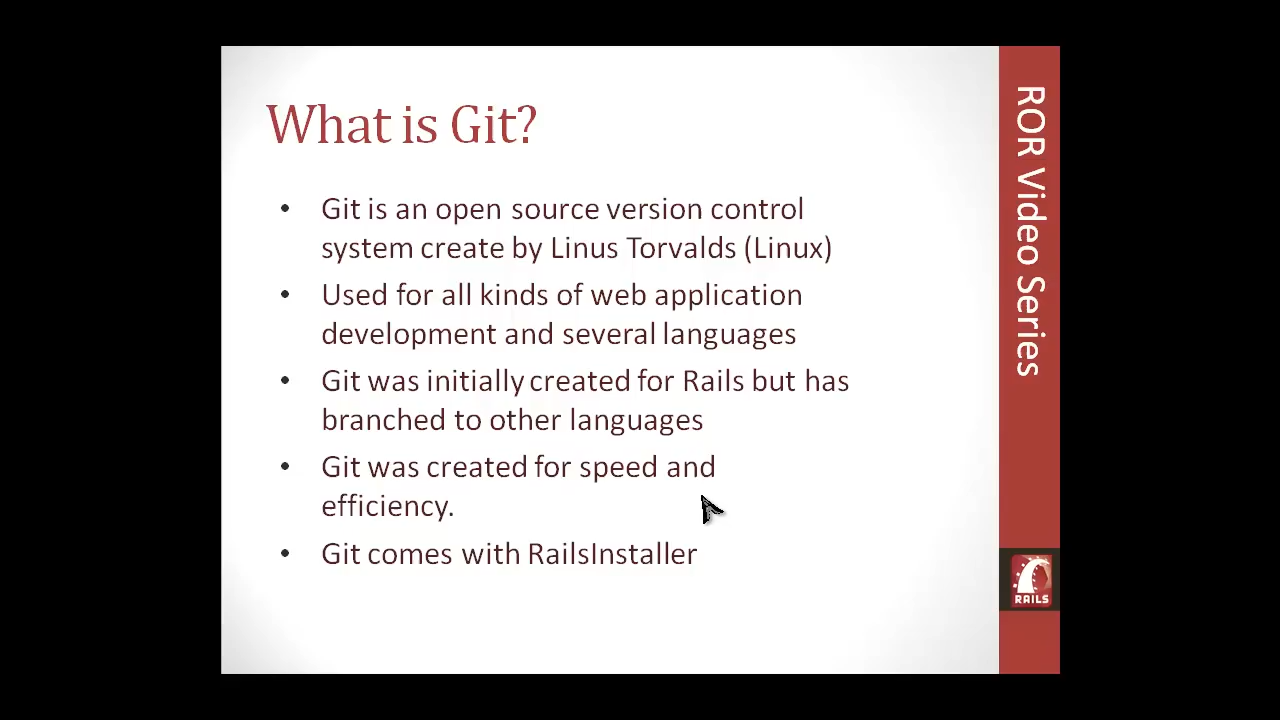 What is Git?
• Git is an open source version control
system create by Linus Torvalds (Linux)
• Used for all kinds of web application
development and several languages
• Git was initially created for Rails but has
branched to other languages
• Git was created for speed and
efficiency.
• Git comes with RailsInstaller
ROR Video Series
RAILS